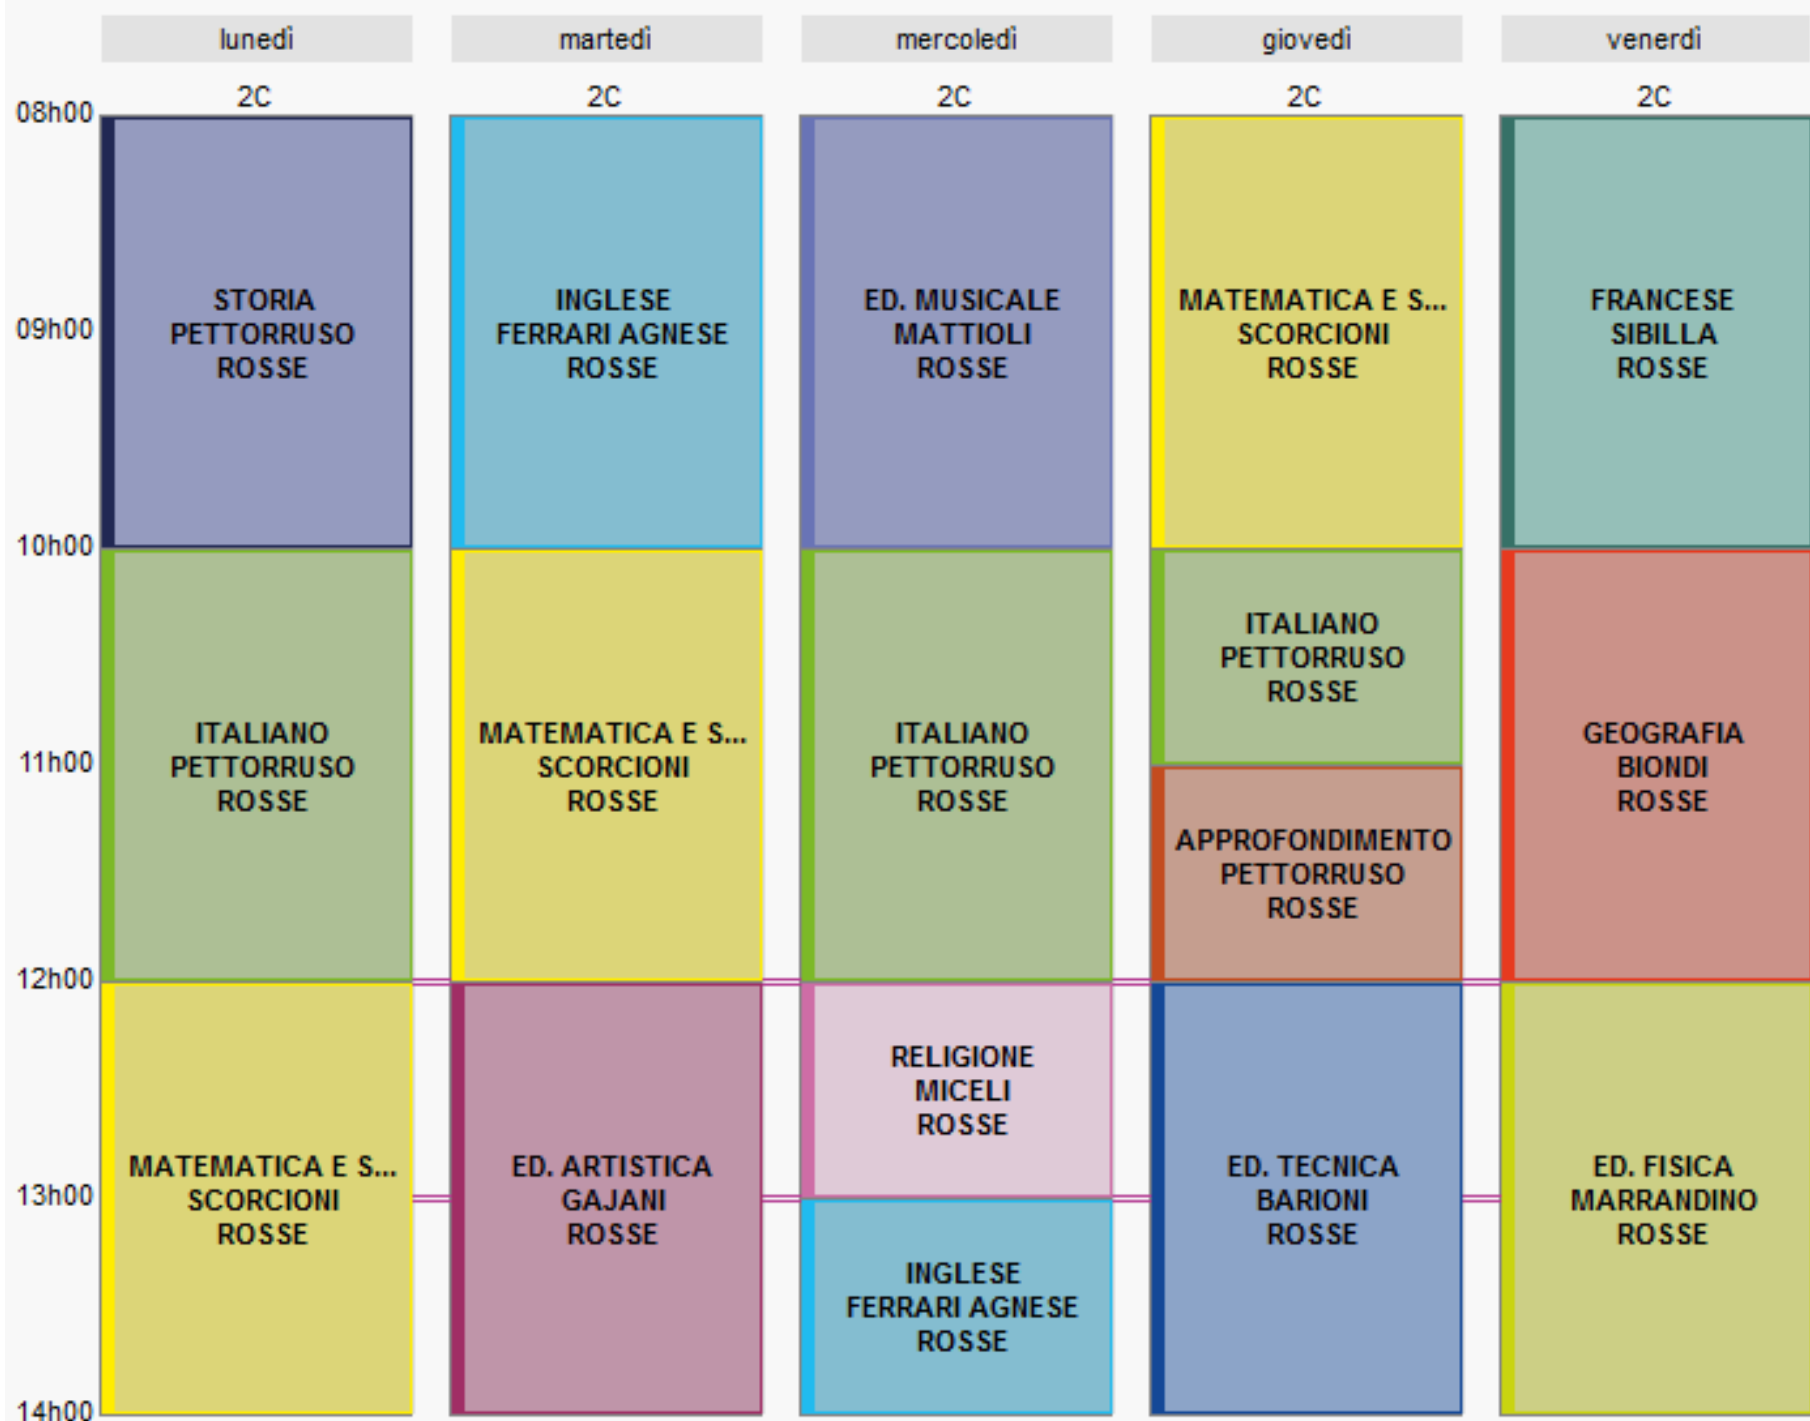 lunedì
martedì
mercoledì
giovedì
venerdì
2C
2C
2C
2C
2C
08h00
09h00
10h00
11h00
12h00
13h00
14h00
STORIA
PETTORRUSO
ROSSE
ITALIANO
PETTORRUSO
ROSSE
MATEMATICA E S...
SCORCIONI
ROSSE
INGLESE
FERRARI AGNESE
ROSSE
MATEMATICA E S...
SCORCIONI
ROSSE
ED. ARTISTICA
GAJANI
ROSSE
ED. MUSICALE
MATTIOLI
ROSSE
ITALIANO
PETTORRUSO
ROSSE
RELIGIONE
MICELI
ROSSE
INGLESE
FERRARI AGNESE
ROSSE
MATEMATICA E S...
SCORCIONI
ROSSE
ITALIANO
PETTORRUSO
ROSSE
APPROFONDIMENTO
PETTORRUSO
ROSSE
ED. TECNICA
BARIONI
ROSSE
FRANCESE
SIBILLA
ROSSE
GEOGRAFIA
BIONDI
ROSSE
ED. FISICA
MARRANDINO
ROSSE